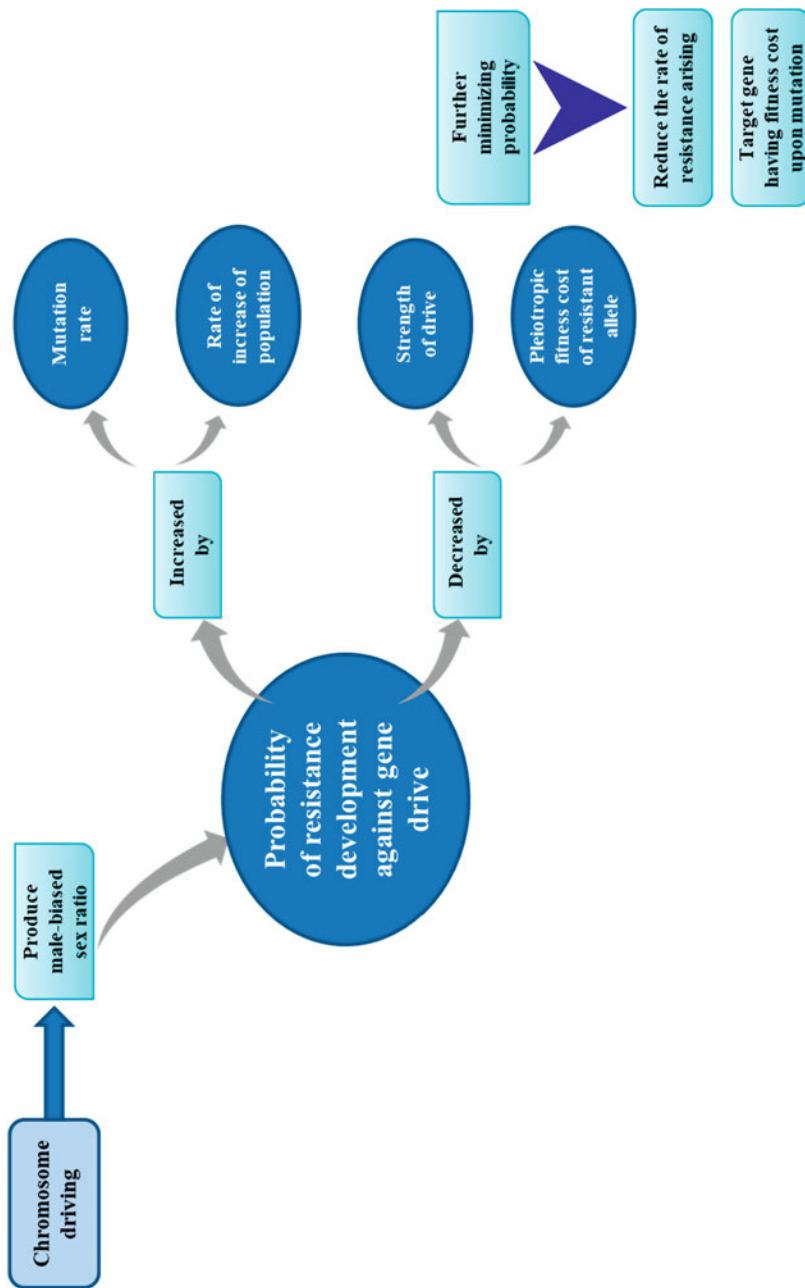 Chromosome
driving
Produce
male-biased
sex ratio
Probability
of resistance
development
against gene
drive
Increased
by
Mutation
rate
Rate of
increase of
population
Decreased
by
Strength
of drive
Pleiotropic
fitness cost
of resistant
allele
Further
minimizing
probability
Reduce the rate of
resistance arising
Target gene
having fitness cost
upon mutation